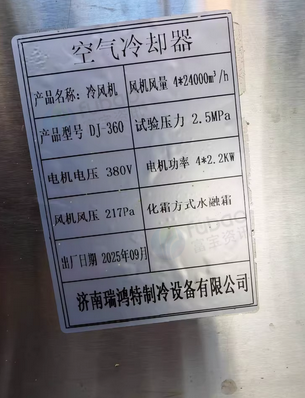 空气冷却器
产品名称: 冷风机 风机风量 4*24000m³/h
产品型号 DJ-360 试验压力 2.5MPa
电机电压 380V 电机功率 4*2.2KW
风机风压 217Pa 化霜方式水融霜
出厂日期 2025年09月
济南瑞鸿特制冷设备有限公司